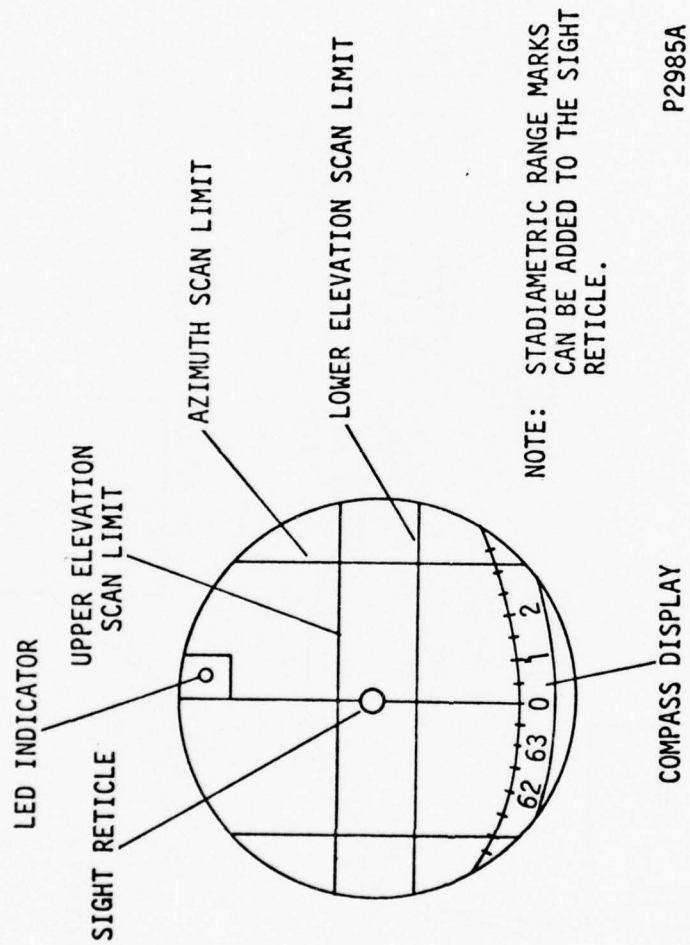 LED INDICATOR
SIGHT RETICLE
UPPER ELEVATION
SCAN LIMIT
AZIMUTH SCAN LIMIT
LOWER ELEVATION SCAN LIMIT
62 63 0 1 2
COMPASS DISPLAY
NOTE: STADIAMETRIC RANGE MARKS
CAN BE ADDED TO THE SIGHT
RETICLE.
P2985A